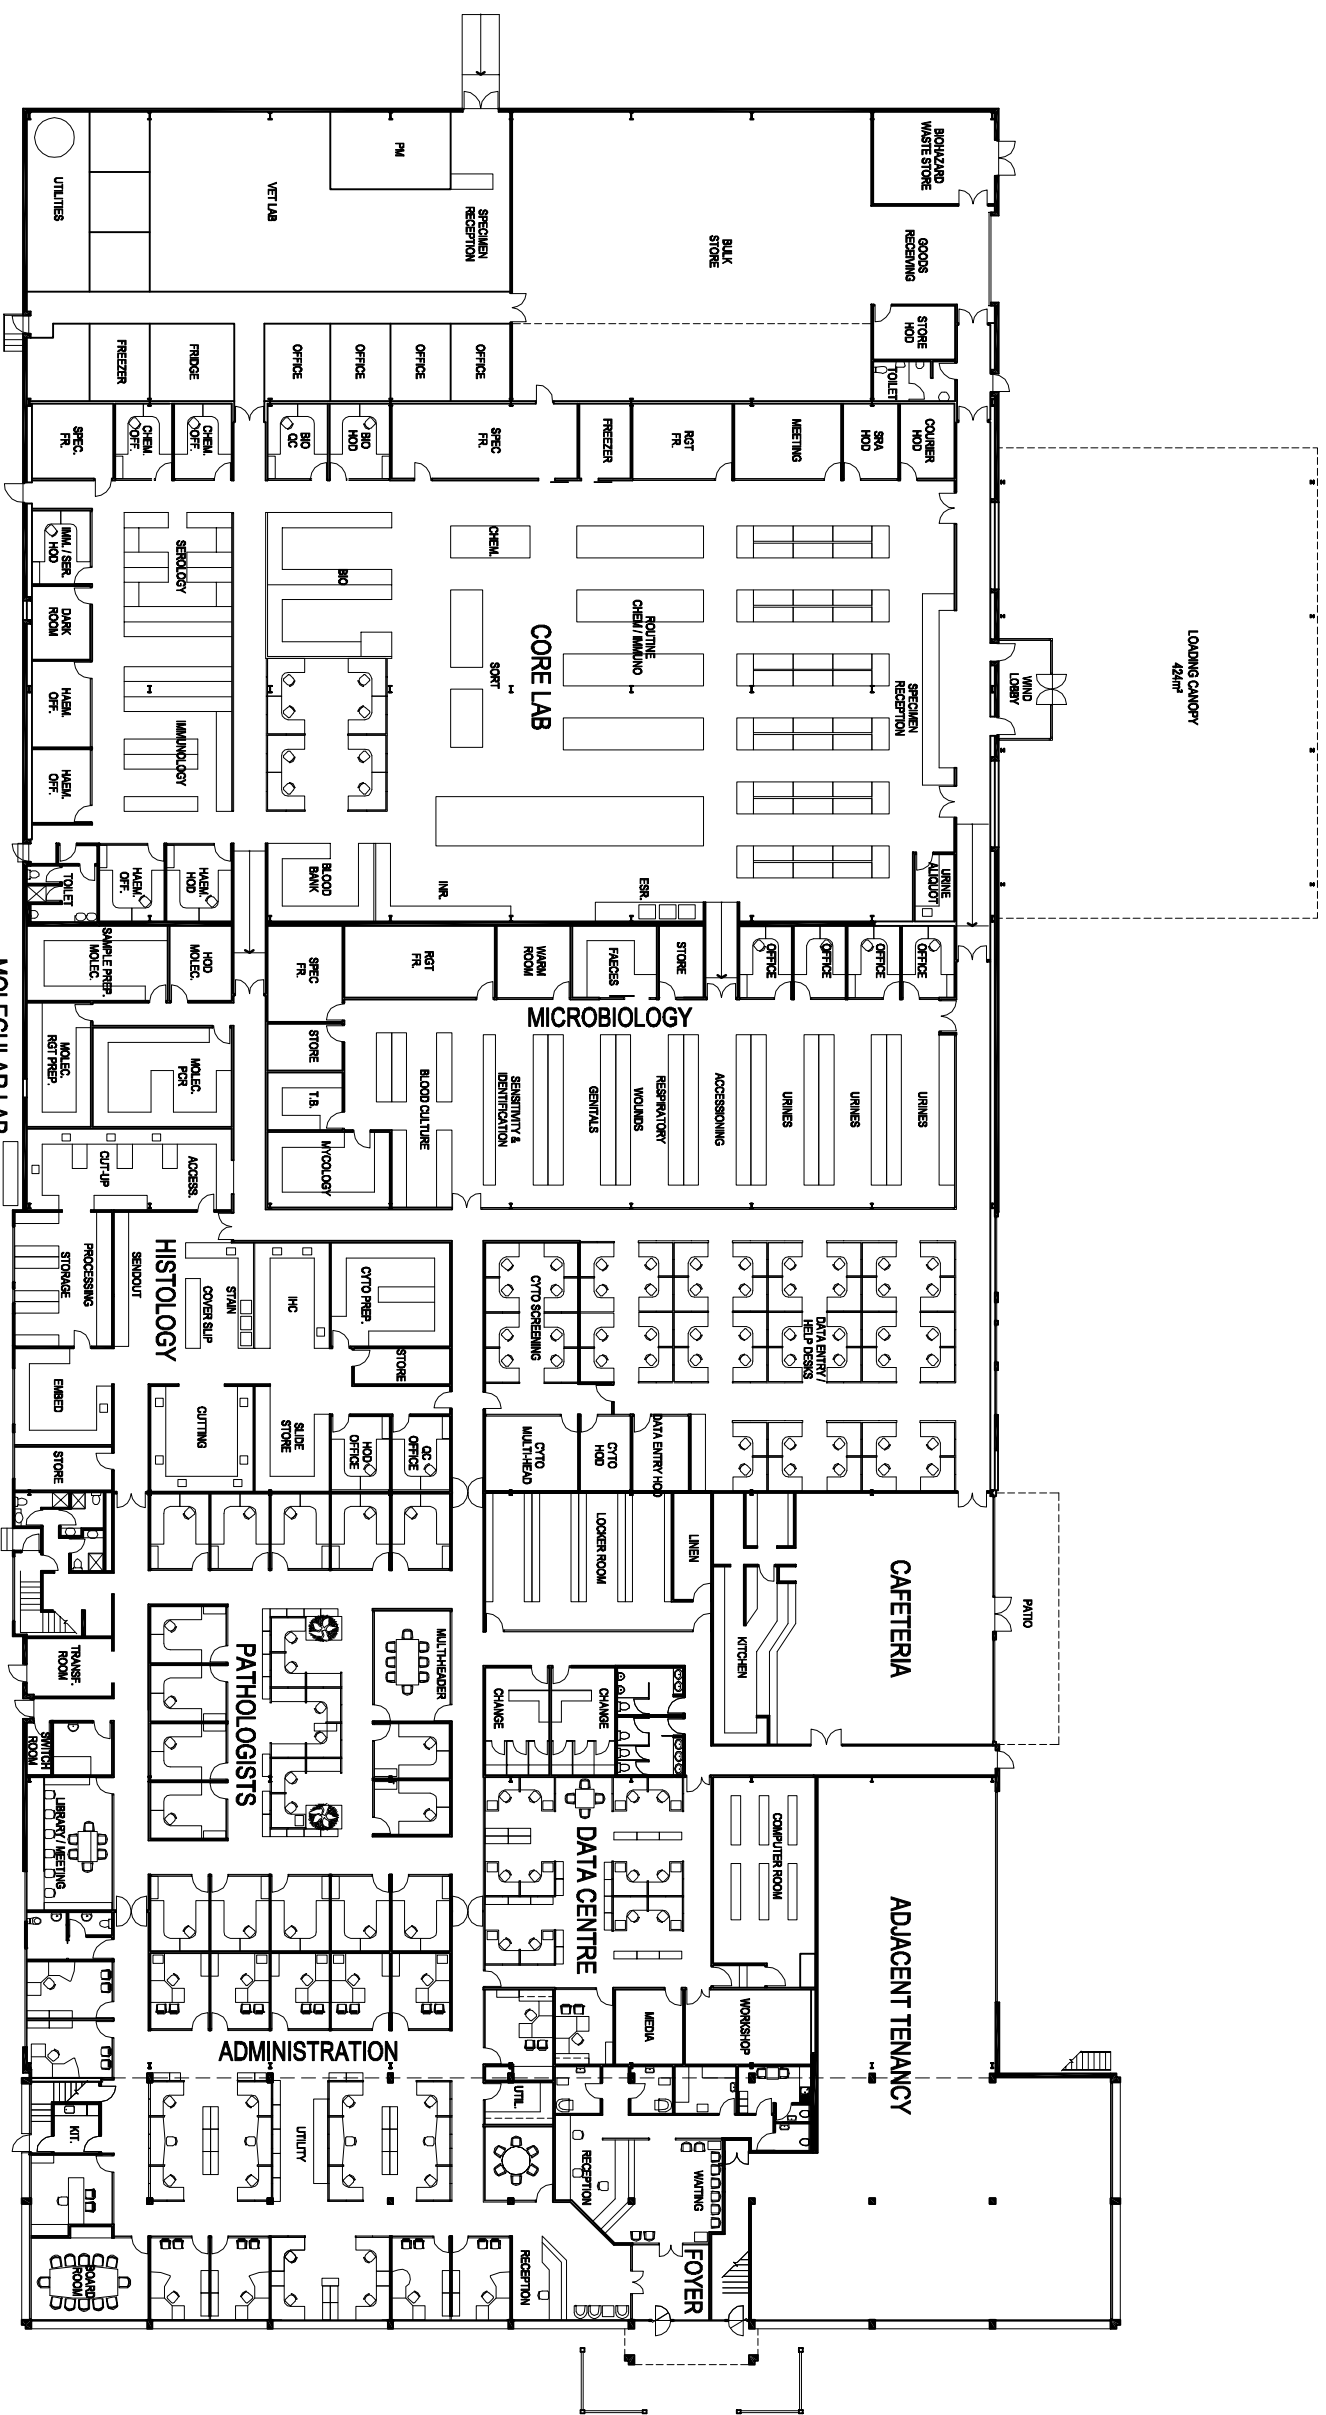 BIOHAZARD
WASTE STORE
PM
UTILITIES
VET LAB
SPECIMEN
RECEPTION
BULK
STORE
GOODS
RECEIVING
STORE
HOD
TOILET
FREEZER
FRIDGE
OFFICE
OFFICE
OFFICE
OFFICE
SPEC.
FR.
CHEM.
OFF.
CHEM.
OFF.
BIO
QC
BIO
HOD
SPEC
FR.
FREEZER
RGT
FR.
MEETING
SRA
HOD
COURIER
HOD
IMM. / SER.
HOD
SEROLOGY
BIO
CHEM.
DARK
ROOM
ROUTINE
CHEM / IMMUNO
CORE LAB
SORT
SPECIMEN
RECEPTION
WIND
LOBBY
LOADING CANOPY
424m²
HAEM.
OFF.
IMMUNOLOGY
HAEM.
OFF.
TOILET
HAEM.
OFF.
HAEM.
HOD
BLOOD
BANK
INR.
ESR.
URINE
ALIQUOT
SAMPLE PREP.
MOLEC.
HOD
MOLEC.
SPEC
FR.
RGT
FR.
WARM
ROOM
FAECES
STORE
OFFICE
OFFICE
OFFICE
OFFICE
MICROBIOLOGY
MOLECULAR LAB
MOLEC.
RGT PREP.
MOLEC.
PCR
STORE
T.B.
MYCOLOGY
BLOOD CULTURE
SENSITIVITY &
IDENTIFICATION
GENITALS
WOUNDS
RESPIRATORY
ACCESSIONING
URINES
URINES
URINES
CUT-UP
ACCESS.
PROCESSING
STORAGE
SENDOUT
HISTOLOGY
STAIN
COVER SLIP
IHC
CYTO PREP.
STORE
CYTO SCREENING
DATA ENTRY /
HELP DESKS
EMBED
CUTTING
SLIDE
STORE
HOD
OFFICE
QC
OFFICE
CYTO
MULTI-HEAD
CYTO
HOD
DATA ENTRY HOD
STORE
LOCKER ROOM
LINEN
CAFETERIA
PATIO
KITCHEN
TRANSF.
ROOM
PATHOLOGISTS
MULTI-HEADER
CHANGE
CHANGE
SWITCH
ROOM
LIBRARY / MEETING
DATA CENTRE
COMPUTER ROOM
ADJACENT TENANCY
ADMINISTRATION
MEDIA
WORKSHOP
KIT.
UTILITY
UTIL.
RECEPTION
WAITING
BOARD
ROOM
RECEPTION
FOYER